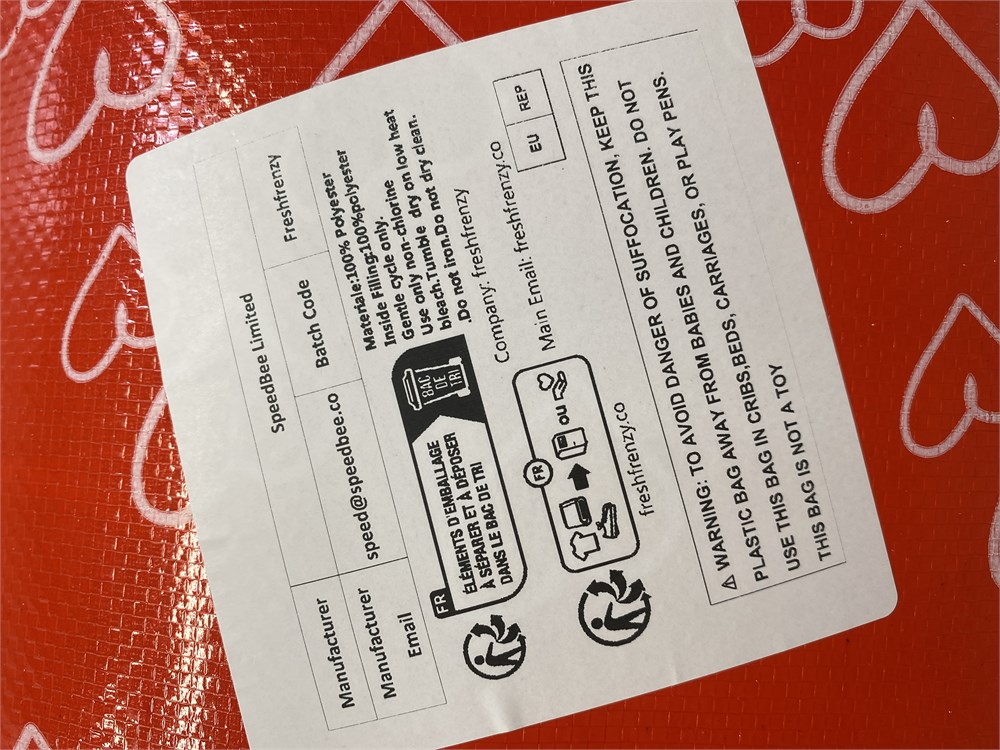 Manufacturer SpeedBee Limited
Manufacturer Email speed@speedbee.co Batch Code Freshfrenzy
FR
ÉLÉMENTS D'EMBALLAGE
À SÉPARER ET À DÉPOSER
DANS LE BAC DE TRI
BAC
DE
TRI
Materiale:100% Polyester
Inside Filling:100%polyester
Gentle cycle only.
Use only non-chlorine
bleach.Tumble dry on low heat
.Do not iron.Do not dry clean.
Company: freshfrenzy
Main Email: freshfrenzy.co
EU REP
FR
ou
freshfrenzy.co
⚠ WARNING: TO AVOID DANGER OF SUFFOCATION, KEEP THIS
PLASTIC BAG AWAY FROM BABIES AND CHILDREN. DO NOT
USE THIS BAG IN CRIBS,BEDS, CARRIAGES, OR PLAY PENS.
THIS BAG IS NOT A TOY